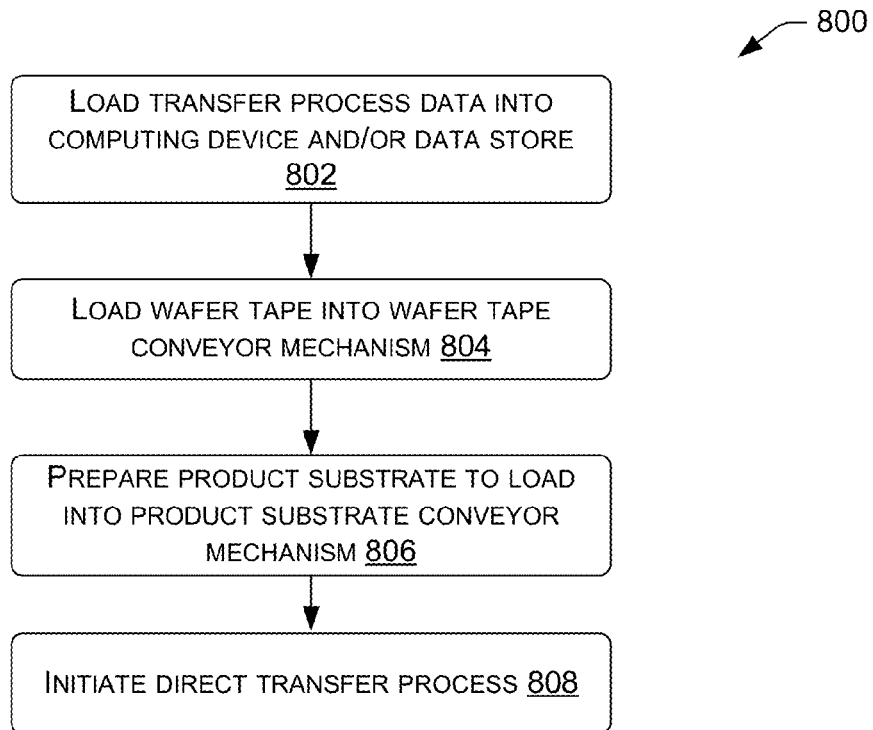 800
LOAD TRANSFER PROCESS DATA INTO
COMPUTING DEVICE AND/OR DATA STORE
802
LOAD WAFER TAPE INTO WAFER TAPE
CONVEYOR MECHANISM 804
PREPARE PRODUCT SUBSTRATE TO LOAD
INTO PRODUCT SUBSTRATE CONVEYOR
MECHANISM 806
INITIATE DIRECT TRANSFER PROCESS 808